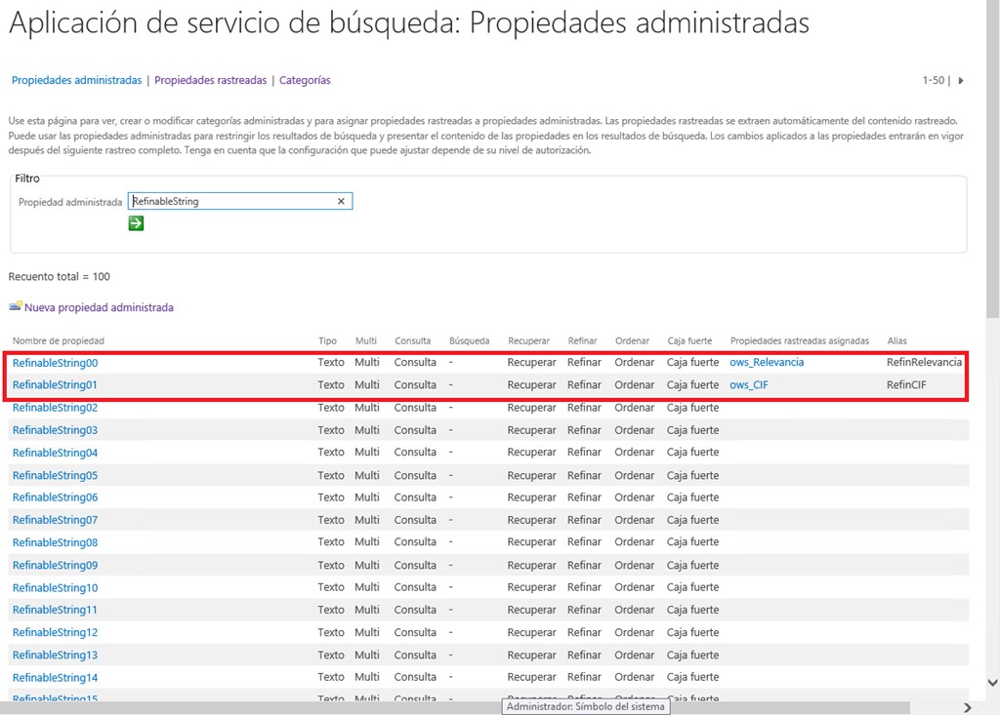 Aplicación de servicio de búsqueda: Propiedades administradas
Propiedades administradas | Propiedades rastreadas | Categorías 1-50 |
Use esta página para ver, crear o modificar categorías administradas y para asignar propiedades rastreadas a propiedades administradas. Las propiedades rastreadas se extraen automáticamente del contenido rastreado.
Puede usar las propiedades administradas para restringir los resultados de búsqueda y presentar el contenido de las propiedades en los resultados de búsqueda. Los cambios aplicados a las propiedades entrarán en vigor
después del siguiente rastreo completo. Tenga en cuenta que la configuración que puede ajustar depende de su nivel de autorización.
Filtro
Propiedad administrada RefinableString
Recuento total = 100
Nueva propiedad administrada
Nombre de propiedad Tipo Multi Consulta Búsqueda Recuperar Refinar Ordenar Caja fuerte Propiedades rastreadas asignadas Alias
RefinableString00 Texto Multi Consulta - Recuperar Refinar Ordenar Caja fuerte ows_Relevancia RefinRelevancia
RefinableString01 Texto Multi Consulta - Recuperar Refinar Ordenar Caja fuerte ows_CIF RefinCIF
RefinableString02 Texto Multi Consulta - Recuperar Refinar Ordenar Caja fuerte
RefinableString03 Texto Multi Consulta - Recuperar Refinar Ordenar Caja fuerte
RefinableString04 Texto Multi Consulta - Recuperar Refinar Ordenar Caja fuerte
RefinableString05 Texto Multi Consulta - Recuperar Refinar Ordenar Caja fuerte
RefinableString06 Texto Multi Consulta - Recuperar Refinar Ordenar Caja fuerte
RefinableString07 Texto Multi Consulta - Recuperar Refinar Ordenar Caja fuerte
RefinableString08 Texto Multi Consulta - Recuperar Refinar Ordenar Caja fuerte
RefinableString09 Texto Multi Consulta - Recuperar Refinar Ordenar Caja fuerte
RefinableString10 Texto Multi Consulta - Recuperar Refinar Ordenar Caja fuerte
RefinableString11 Texto Multi Consulta - Recuperar Refinar Ordenar Caja fuerte
RefinableString12 Texto Multi Consulta - Recuperar Refinar Ordenar Caja fuerte
RefinableString13 Texto Multi Consulta - Recuperar Refinar Ordenar Caja fuerte
RefinableString14 Texto Multi Consulta - Recuperar Refinar Ordenar Caja fuerte
RefinableString15 Texto Multi Consulta - Recuperar Refinar Ordenar Caja fuerte
Administrador: Símbolo del sistema